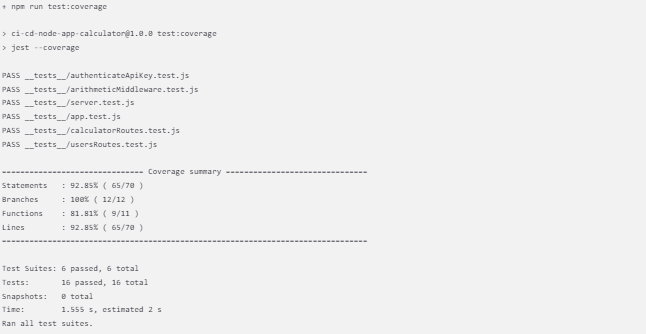 + npm run test:coverage
> ci-cd-node-app-calculator@1.0.0 test:coverage
> jest --coverage
PASS __tests__/authenticateApiKey.test.js
PASS __tests__/arithmeticMiddleware.test.js
PASS __tests__/server.test.js
PASS __tests__/app.test.js
PASS __tests__/calculatorRoutes.test.js
PASS __tests__/usersRoutes.test.js
=============================== Coverage summary ===============================
Statements   : 92.85% ( 65/70 )
Branches     : 100% ( 12/12 )
Functions    : 81.81% ( 9/11 )
Lines        : 92.85% ( 65/70 )
================================================================================
Test Suites: 6 passed, 6 total
Tests:       16 passed, 16 total
Snapshots:   0 total
Time:        1.555 s, estimated 2 s
Ran all test suites.